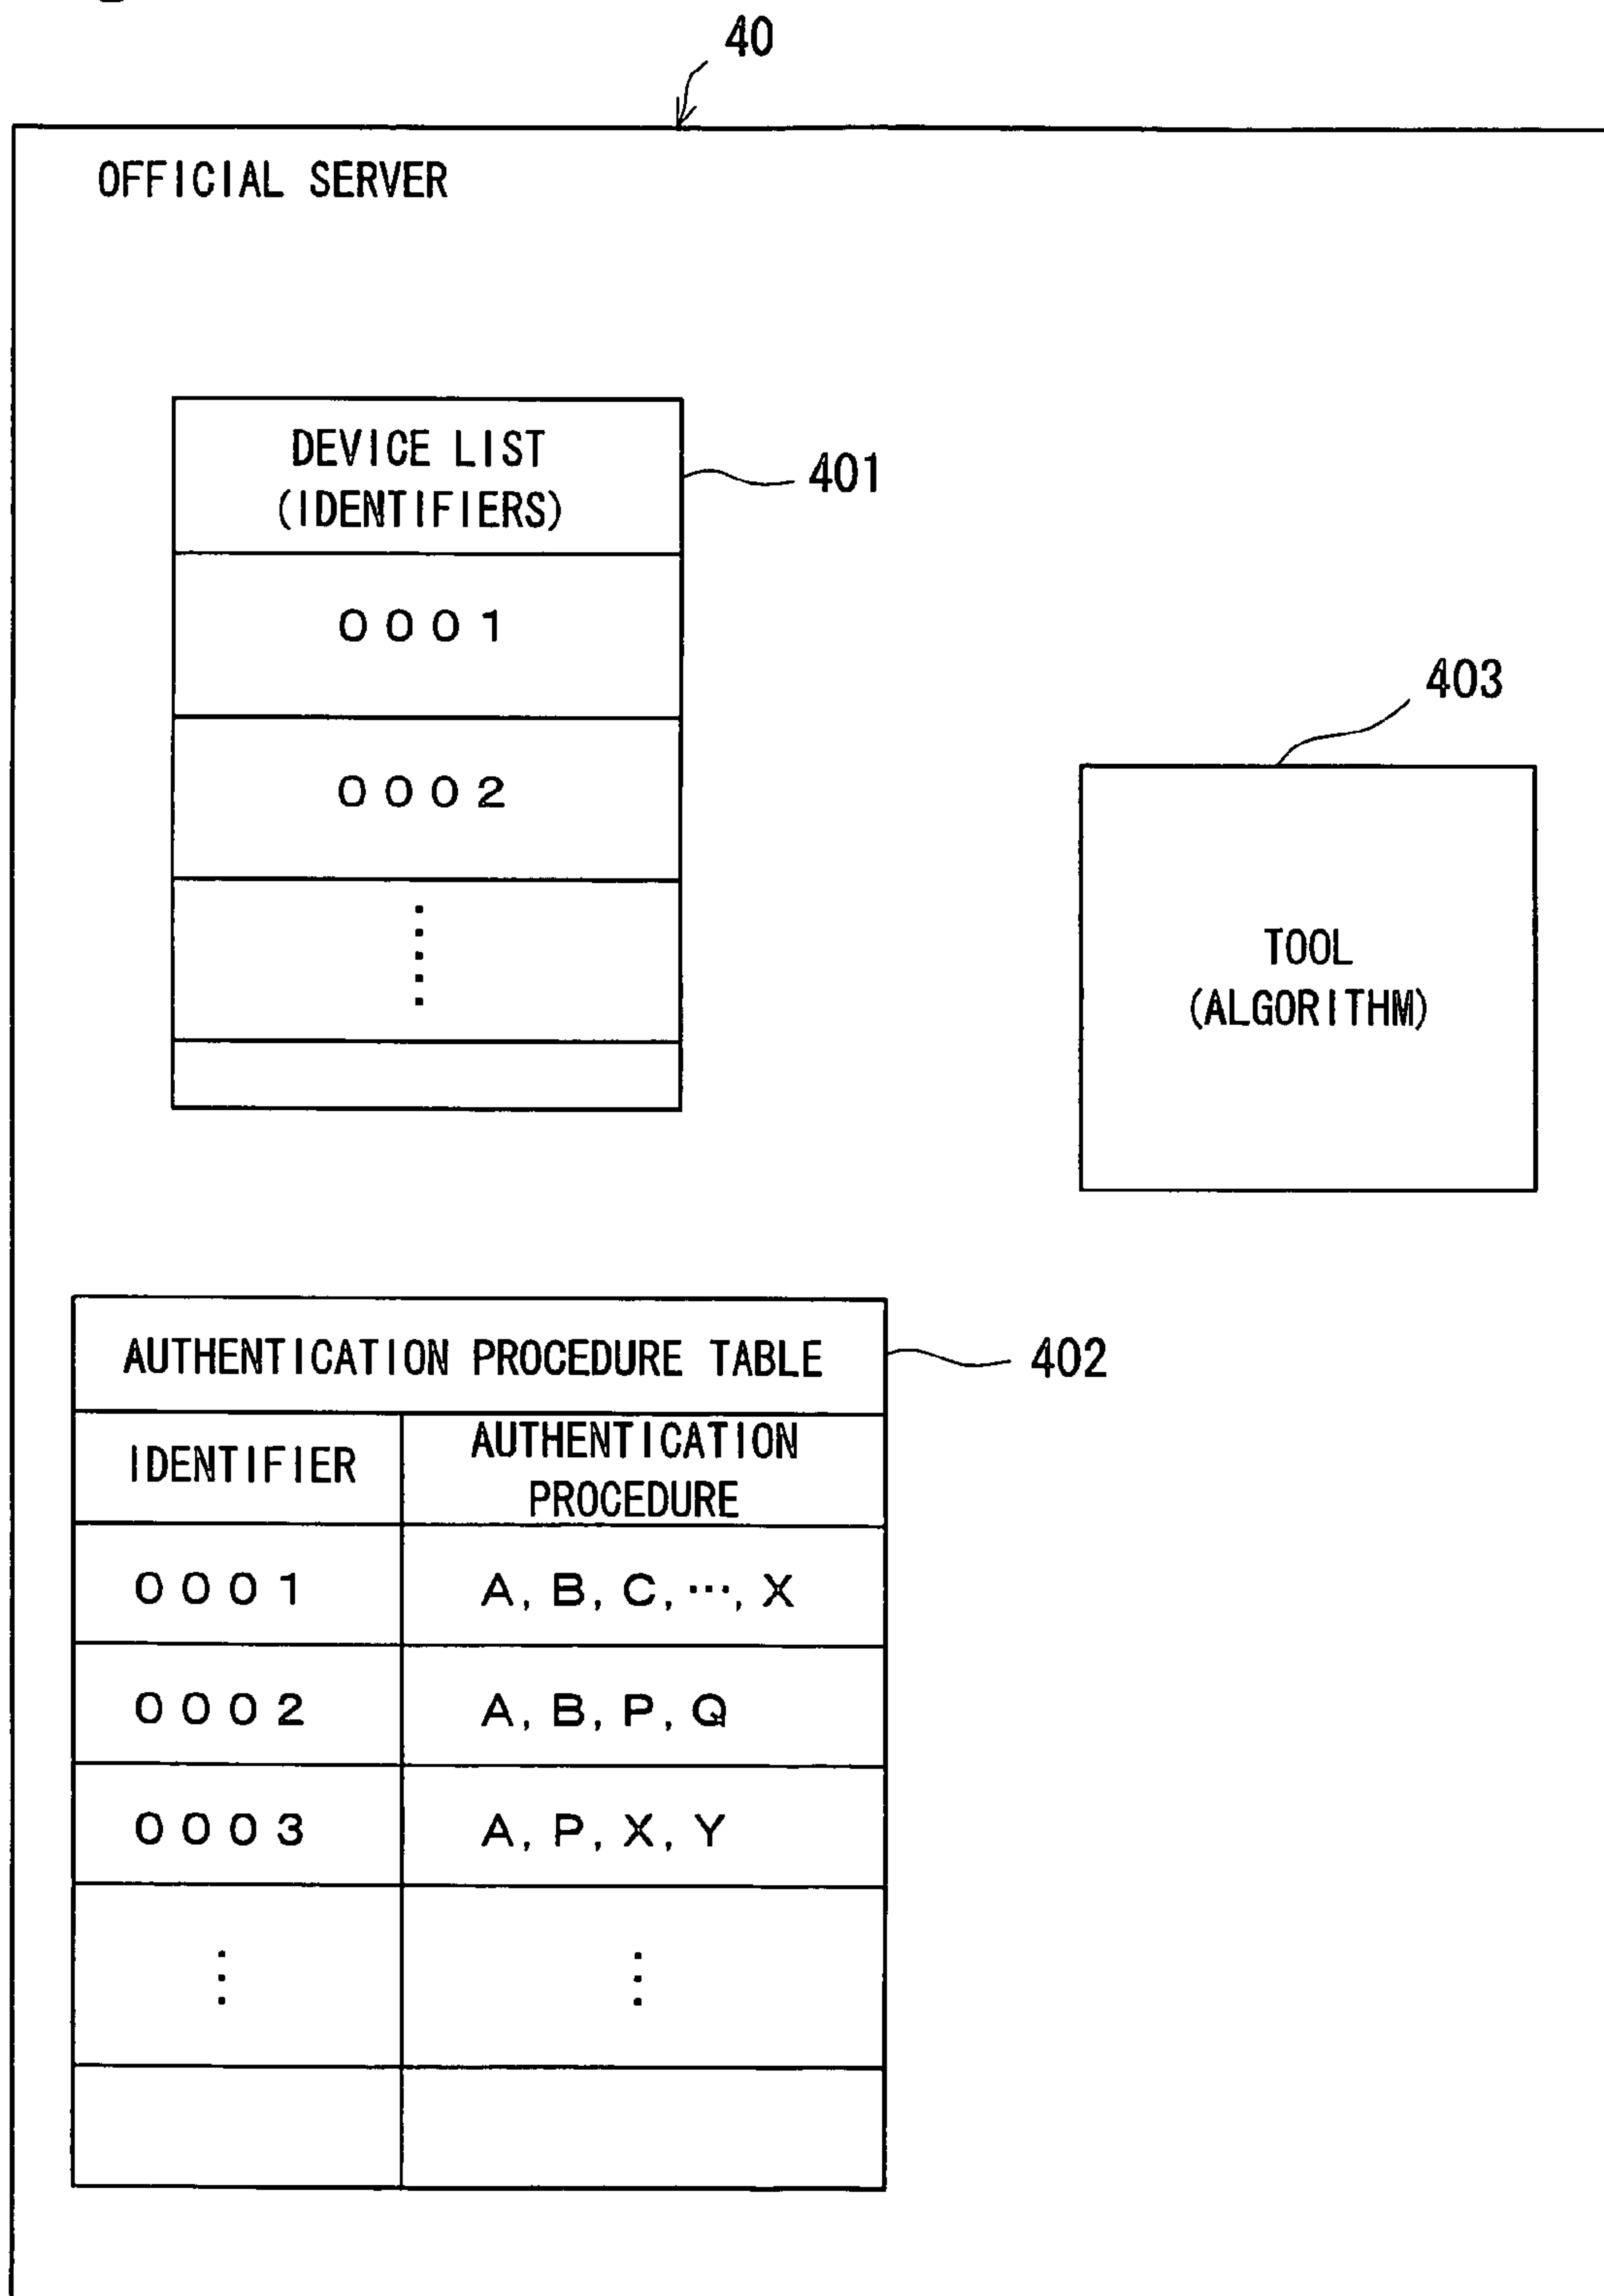 40
OFFICIAL SERVER
DEVICE LIST
(IDENTIFIERS)
401
0001
0002
403
TOOL
(ALGORITHM)
AUTHENTICATION PROCEDURE TABLE
402
IDENTIFIER
AUTHENTICATION
PROCEDURE
0001
A, B, C, ···, X
0002
A, B, P, Q
0003
A, P, X, Y